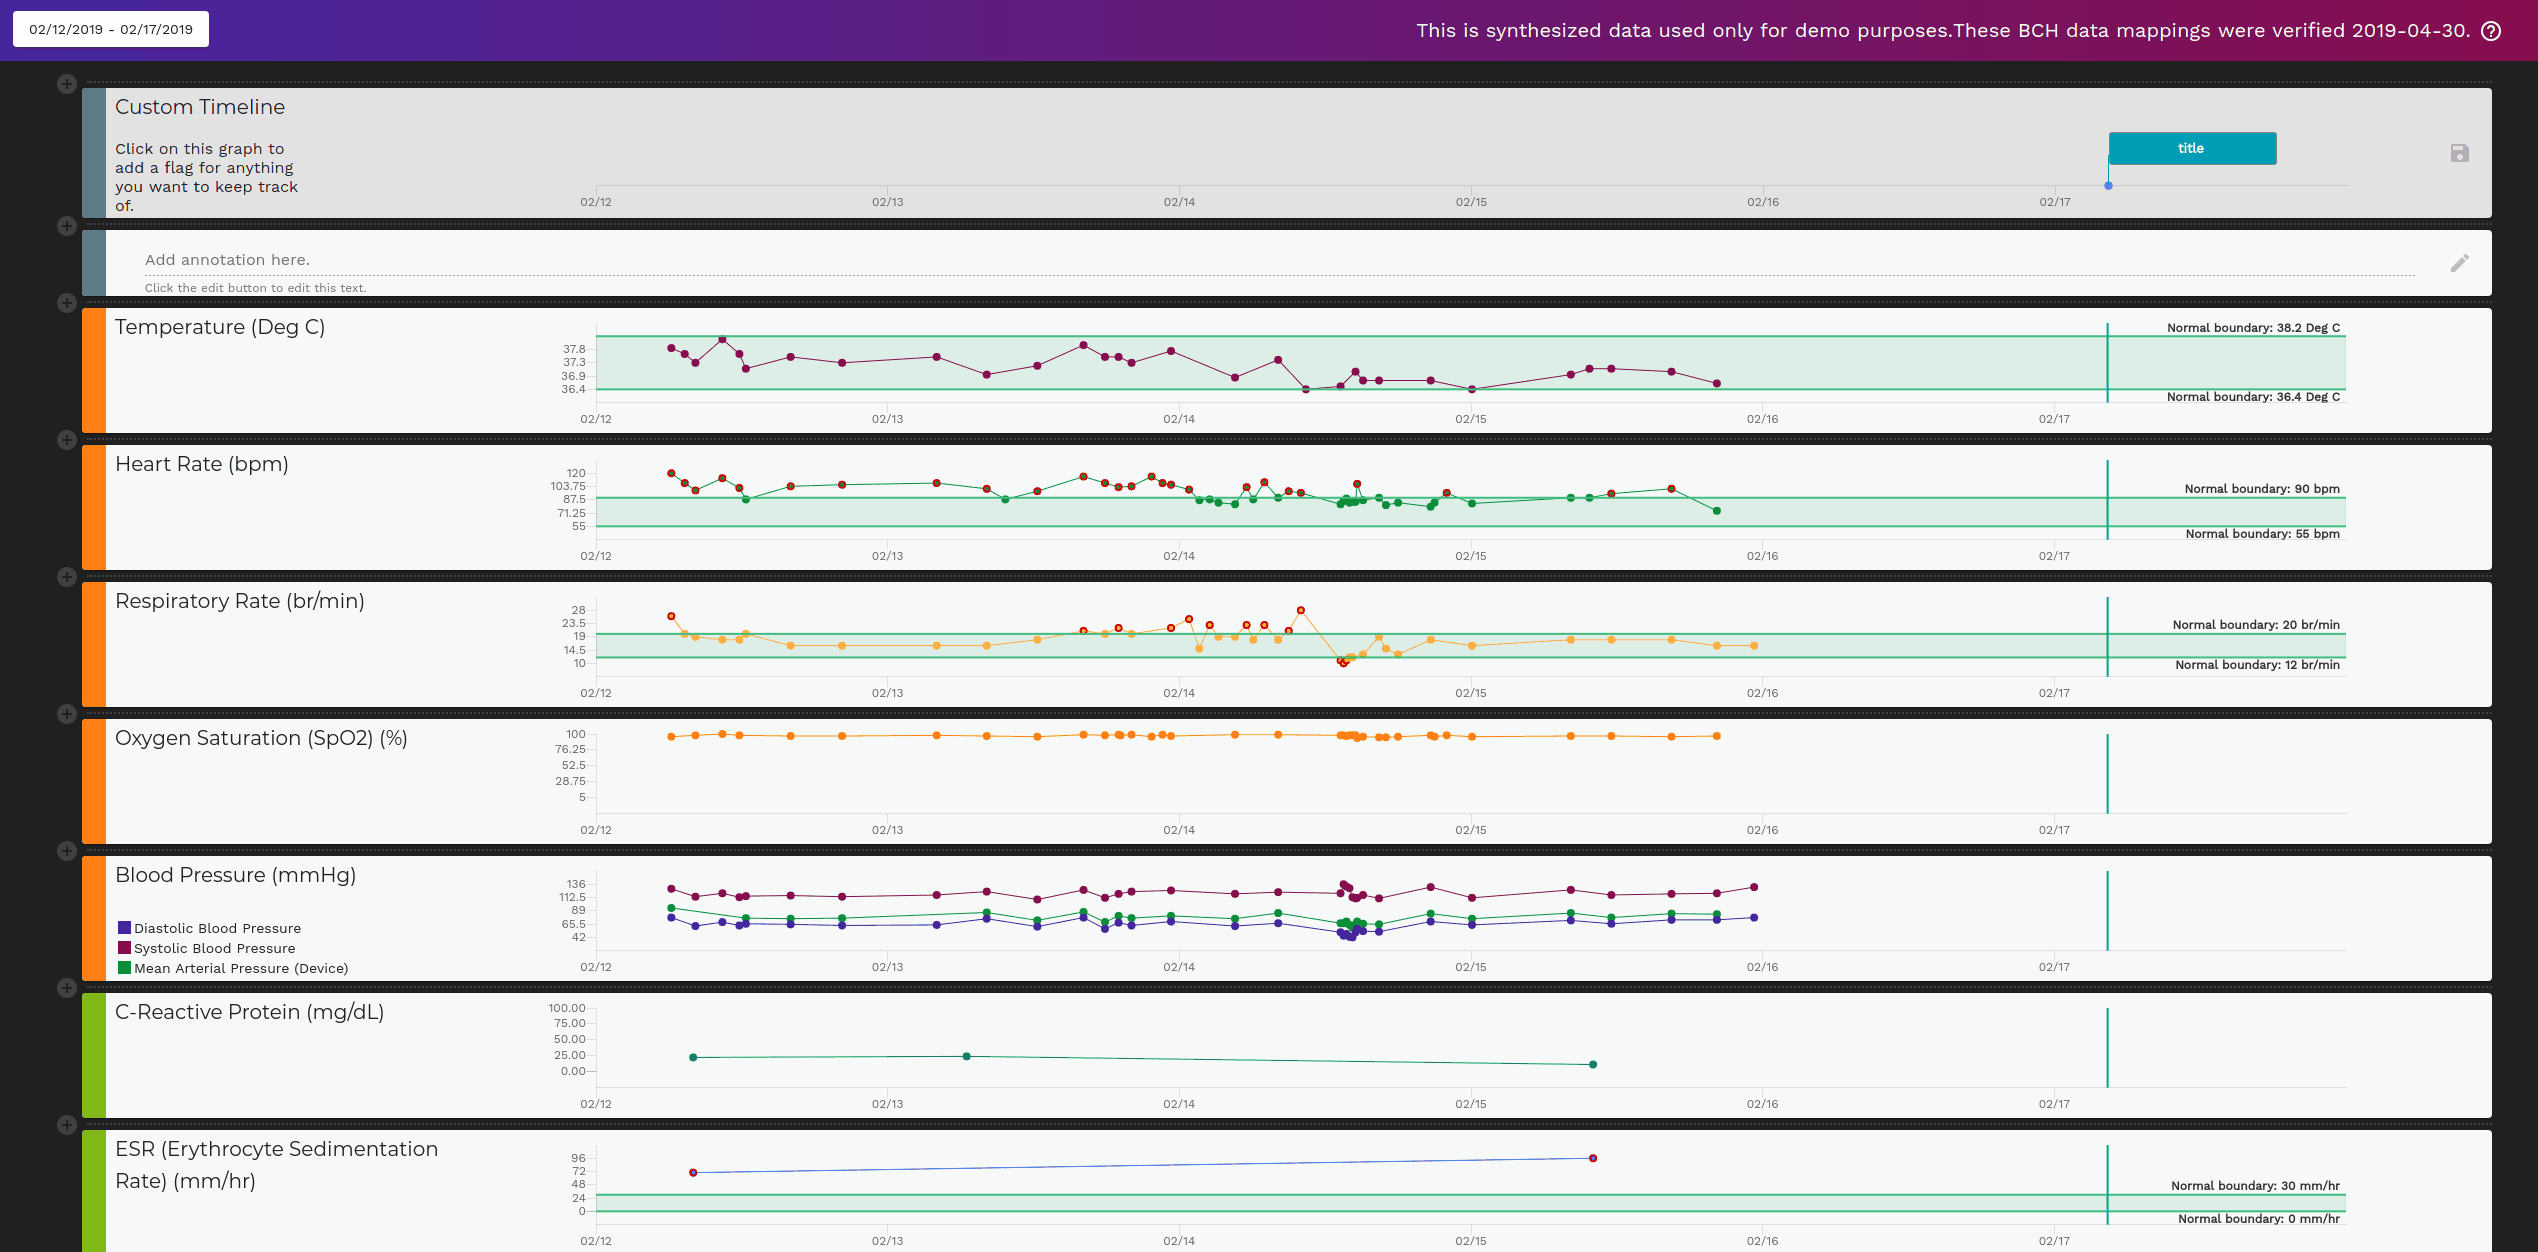 02/12/2019 - 02/17/2019
This is synthesized data used only for demo purposes.These BCH data mappings were verified 2019-04-30.
Custom Timeline
Click on this graph to
add a flag for anything
you want to keep track
of.
title
02/12 02/13 02/14 02/15 02/16 02/17
Add annotation here.
Click the edit button to edit this text.
Temperature (Deg C)
Normal boundary: 38.2 Deg C
37.8
37.3
36.9
36.4
Normal boundary: 36.4 Deg C
02/12 02/13 02/14 02/15 02/16 02/17
Heart Rate (bpm)
120
103.75
87.5
71.25
55
Normal boundary: 90 bpm
Normal boundary: 55 bpm
02/12 02/13 02/14 02/15 02/16 02/17
Respiratory Rate (br/min)
28
23.5
19
14.5
10
Normal boundary: 20 br/min
Normal boundary: 12 br/min
02/12 02/13 02/14 02/15 02/16 02/17
Oxygen Saturation (SpO2) (%)
100
76.25
52.5
28.75
5
02/12 02/13 02/14 02/15 02/16 02/17
Blood Pressure (mmHg)
Diastolic Blood Pressure
Systolic Blood Pressure
Mean Arterial Pressure (Device)
136
112.5
89
65.5
42
02/12 02/13 02/14 02/15 02/16 02/17
C-Reactive Protein (mg/dL)
100.00
75.00
50.00
25.00
0.00
02/12 02/13 02/14 02/15 02/16 02/17
ESR (Erythrocyte Sedimentation
Rate) (mm/hr)
96
72
48
24
0
Normal boundary: 30 mm/hr
Normal boundary: 0 mm/hr
02/12 02/13 02/14 02/15 02/16 02/17